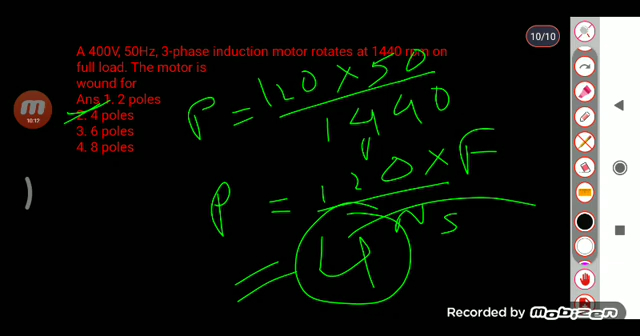 10/10
A 400V, 50Hz, 3-phase induction motor rotates at 1440 rpm on
full load. The motor is
wound for
Ans 1. 2 poles
2. 4 poles
3. 6 poles
4. 8 poles
10:17
P = 120 × 50
1440
P = 120 × F
Ns
= 4
Recorded by Mobizen